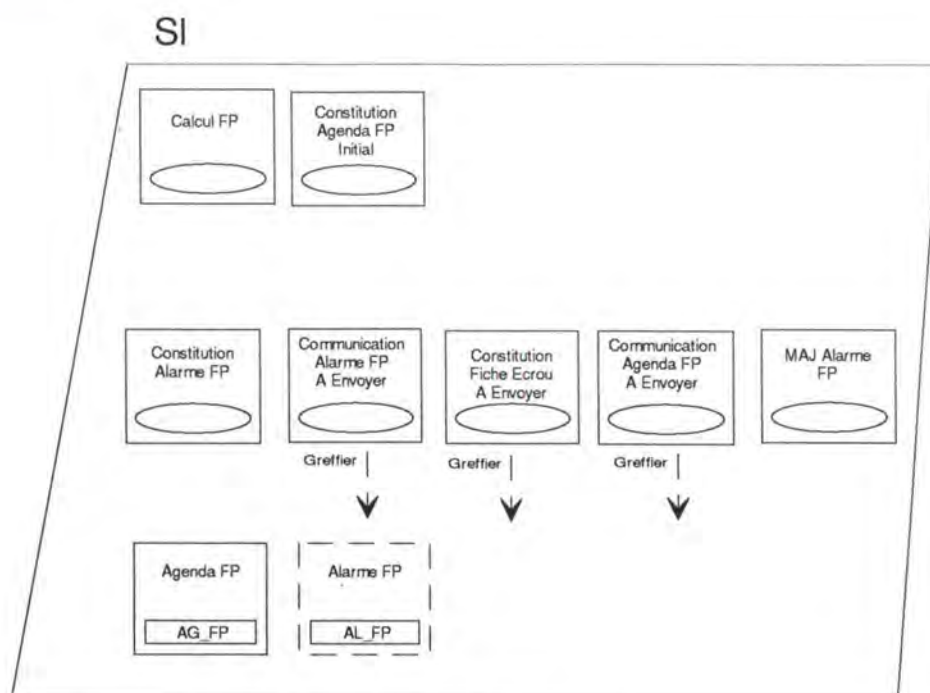 SI
Calcul FP
Constitution
Agenda FP
Initial
Constitution
Alarme FP
Communication
Alarme FP
A Envoyer
Constitution
Fiche Ecrou
A Envoyer
Communication
Agenda FP
A Envoyer
MAJ Alarme
FP
Greffier
Greffier
Greffier
Agenda FP
AG_FP
Alarme FP
AL_FP